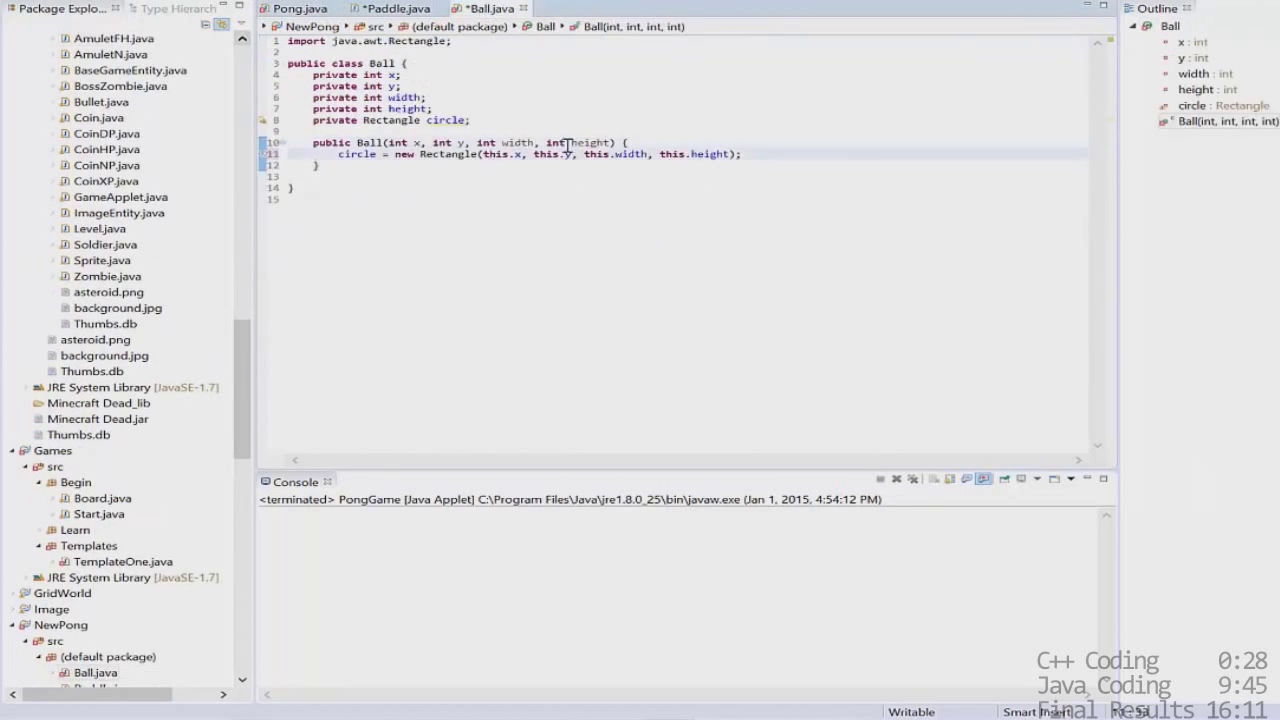 Package Explo...
Type Hierarch
AmuletFH.java
AmuletN.java
BaseGameEntity.java
BossZombie.java
Bullet.java
Coin.java
CoinDP.java
CoinHP.java
CoinNP.java
CoinXP.java
GameApplet.java
ImageEntity.java
Level.java
Soldier.java
Sprite.java
Zombie.java
asteroid.png
background.jpg
Thumbs.db
asteroid.png
background.jpg
Thumbs.db
JRE System Library [JavaSE-1.7]
Minecraft Dead_lib
Minecraft Dead.jar
Thumbs.db
Games
src
Begin
Board.java
Start.java
Learn
Templates
TemplateOne.java
JRE System Library [JavaSE-1.7]
GridWorld
Image
NewPong
src
(default package)
Ball.java
Pong.java
*Paddle.java
*Ball.java
NewPong
src
(default package)
Ball
Ball(int, int, int, int)
1 import java.awt.Rectangle;
2
3 public class Ball {
4 private int x;
5 private int y;
6 private int width;
7 private int height;
8 private Rectangle circle;
9
10 public Ball(int x, int y, int width, int height) {
11 circle = new Rectangle(this.x, this.y, this.width, this.height);
12 }
13
14 }
15
Console
<terminated> PongGame [Java Applet] C:\Program Files\Java\jre1.8.0_25\bin\javaw.exe (Jan 1, 2015, 4:54:12 PM)
Outline
Ball
x : int
y : int
width : int
height : int
circle : Rectangle
Ball(int, int, int, int)
C++ Coding 0:28
Java Coding 9:45
Final Results 16:11
Writable
Smart Insert